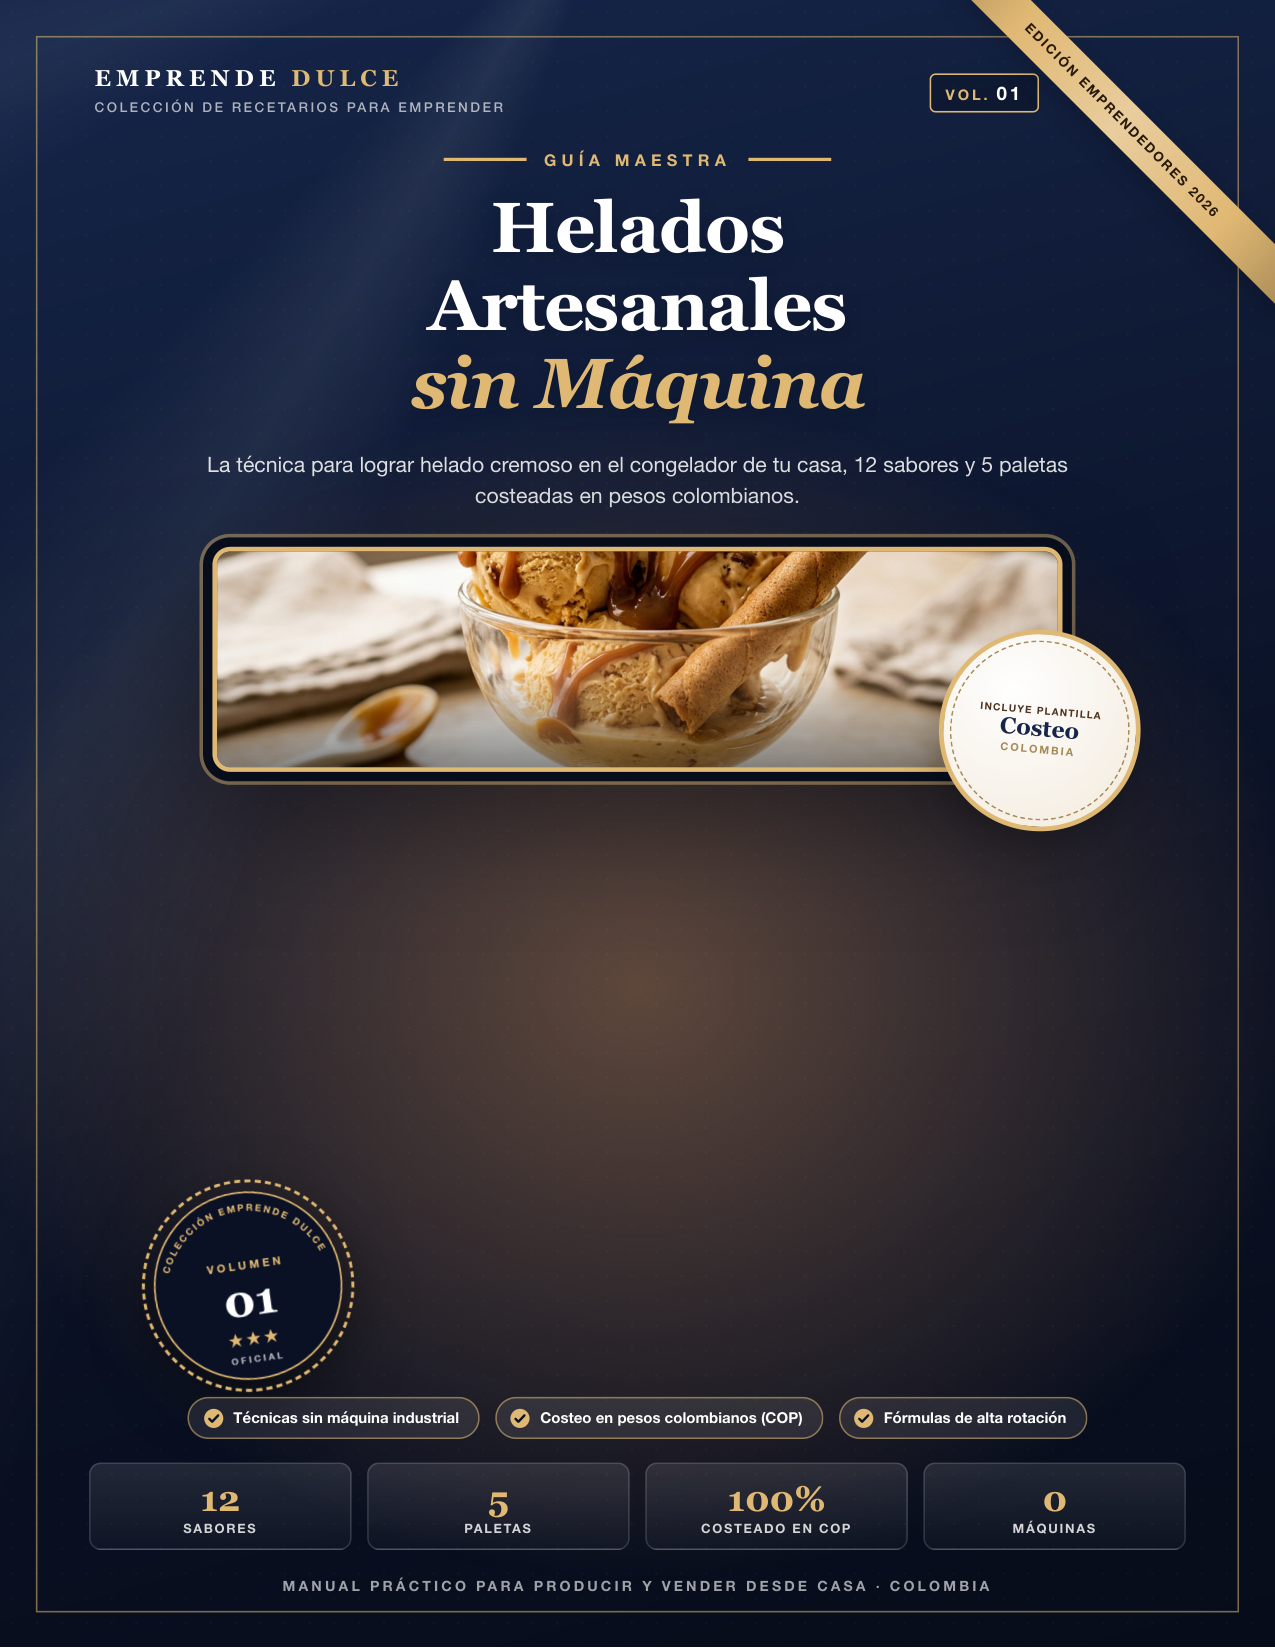 EMPRENDE DULCE
COLECCIÓN DE RECETARIOS PARA EMPRENDER
VOL. 01
EDICIÓN EMPRENDEDORES 2026
GUÍA MAESTRA
Helados
Artesanales
sin Máquina
La técnica para lograr helado cremoso en el congelador de tu casa, 12 sabores y 5 paletas
costeadas en pesos colombianos.
INCLUYE PLANTILLA
Costeo
COLOMBIA
COLECCIÓN EMPRENDE DULCE
VOLUMEN
01
★★★
OFICIAL
Técnicas sin máquina industrial
Costeo en pesos colombianos (COP)
Fórmulas de alta rotación
12
SABORES
5
PALETAS
100%
COSTEADO EN COP
0
MÁQUINAS
MANUAL PRÁCTICO PARA PRODUCIR Y VENDER DESDE CASA · COLOMBIA